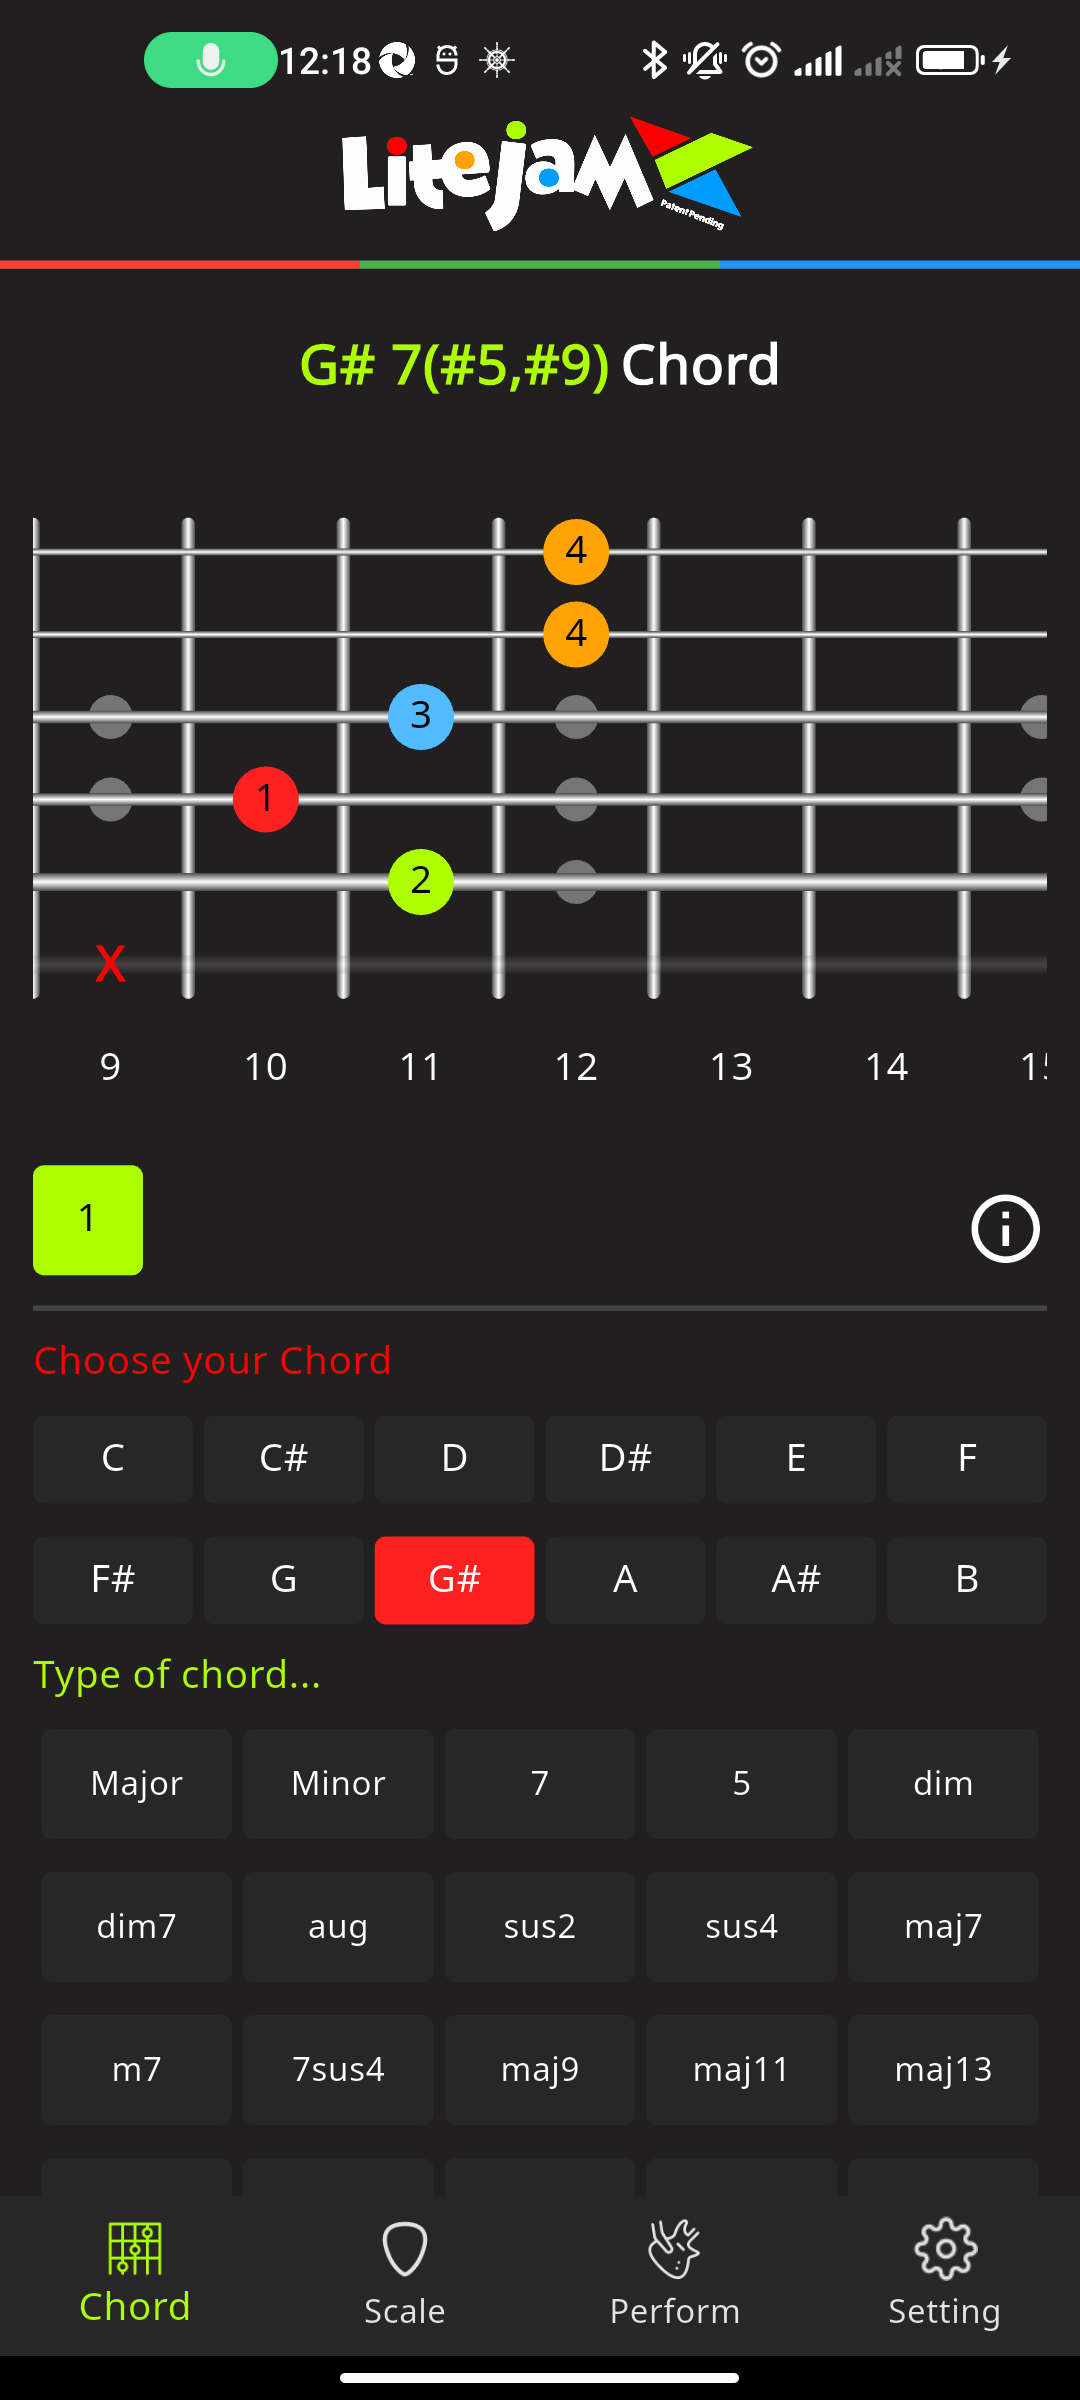 12:18
Litejam
Patent Pending
G# 7(#5,#9) Chord
4
4
3
1
2
X
9 10 11 12 13 14
1
Choose your Chord
C C# D D# E F
F# G G# A A# B
Type of chord...
Major Minor 7 5 dim
dim7 aug sus2 sus4 maj7
m7 7sus4 maj9 maj11 maj13
Chord Scale Perform Setting